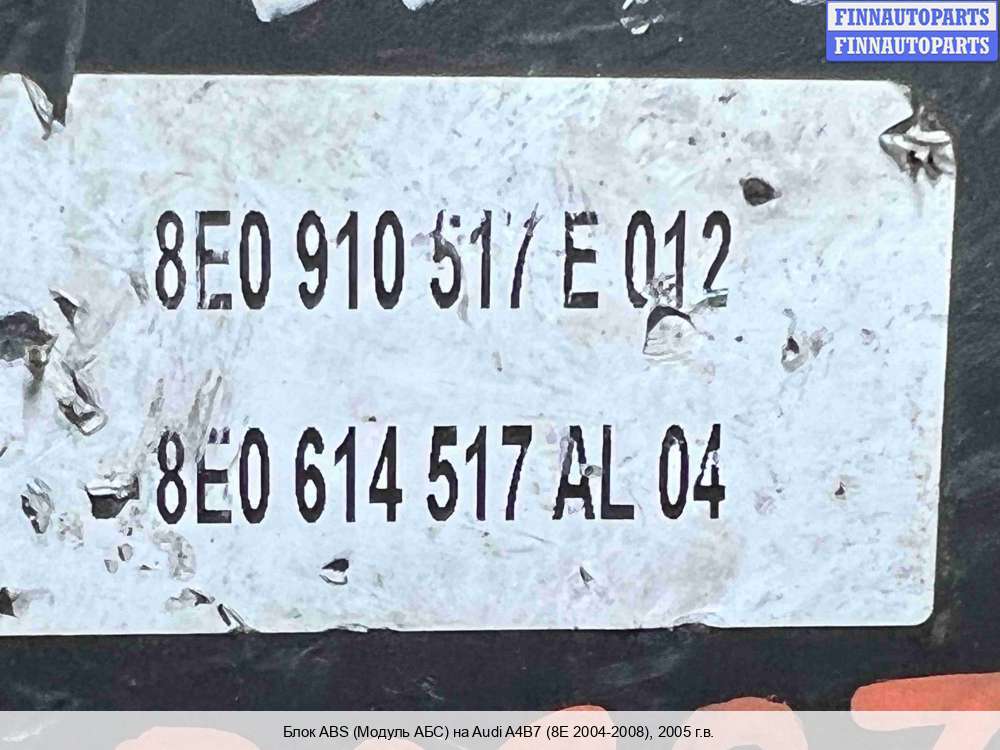 FINNAUTOPARTS
FINNAUTOPARTS
8E0 910 517 E 012
8E0 614 517 AL 04
Блок ABS (Модуль АБС) на Audi A4B7 (8E 2004-2008), 2005 г.в.